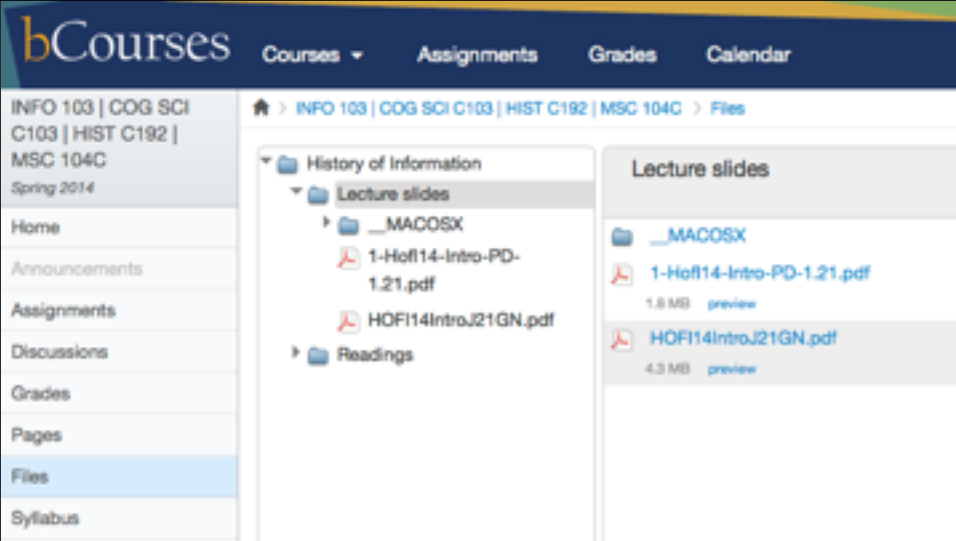 bCourses
Courses
Assignments
Grades
Calendar
INFO 103 | COG SCI
C103 | HIST C192 |
MSC 104C
Spring 2014
Home
Announcements
Assignments
Discussions
Grades
Pages
Files
Syllabus
INFO 103 | COG SCI C103 | HIST C192 | MSC 104C > Files
History of Information
Lecture slides
__MACOSX
1-HofI14-Intro-PD-
1.21.pdf
HOFI14IntroJ21GN.pdf
Readings
Lecture slides
__MACOSX
1-HofI14-Intro-PD-1.21.pdf
1.8 MB preview
HOFI14IntroJ21GN.pdf
4.3 MB preview